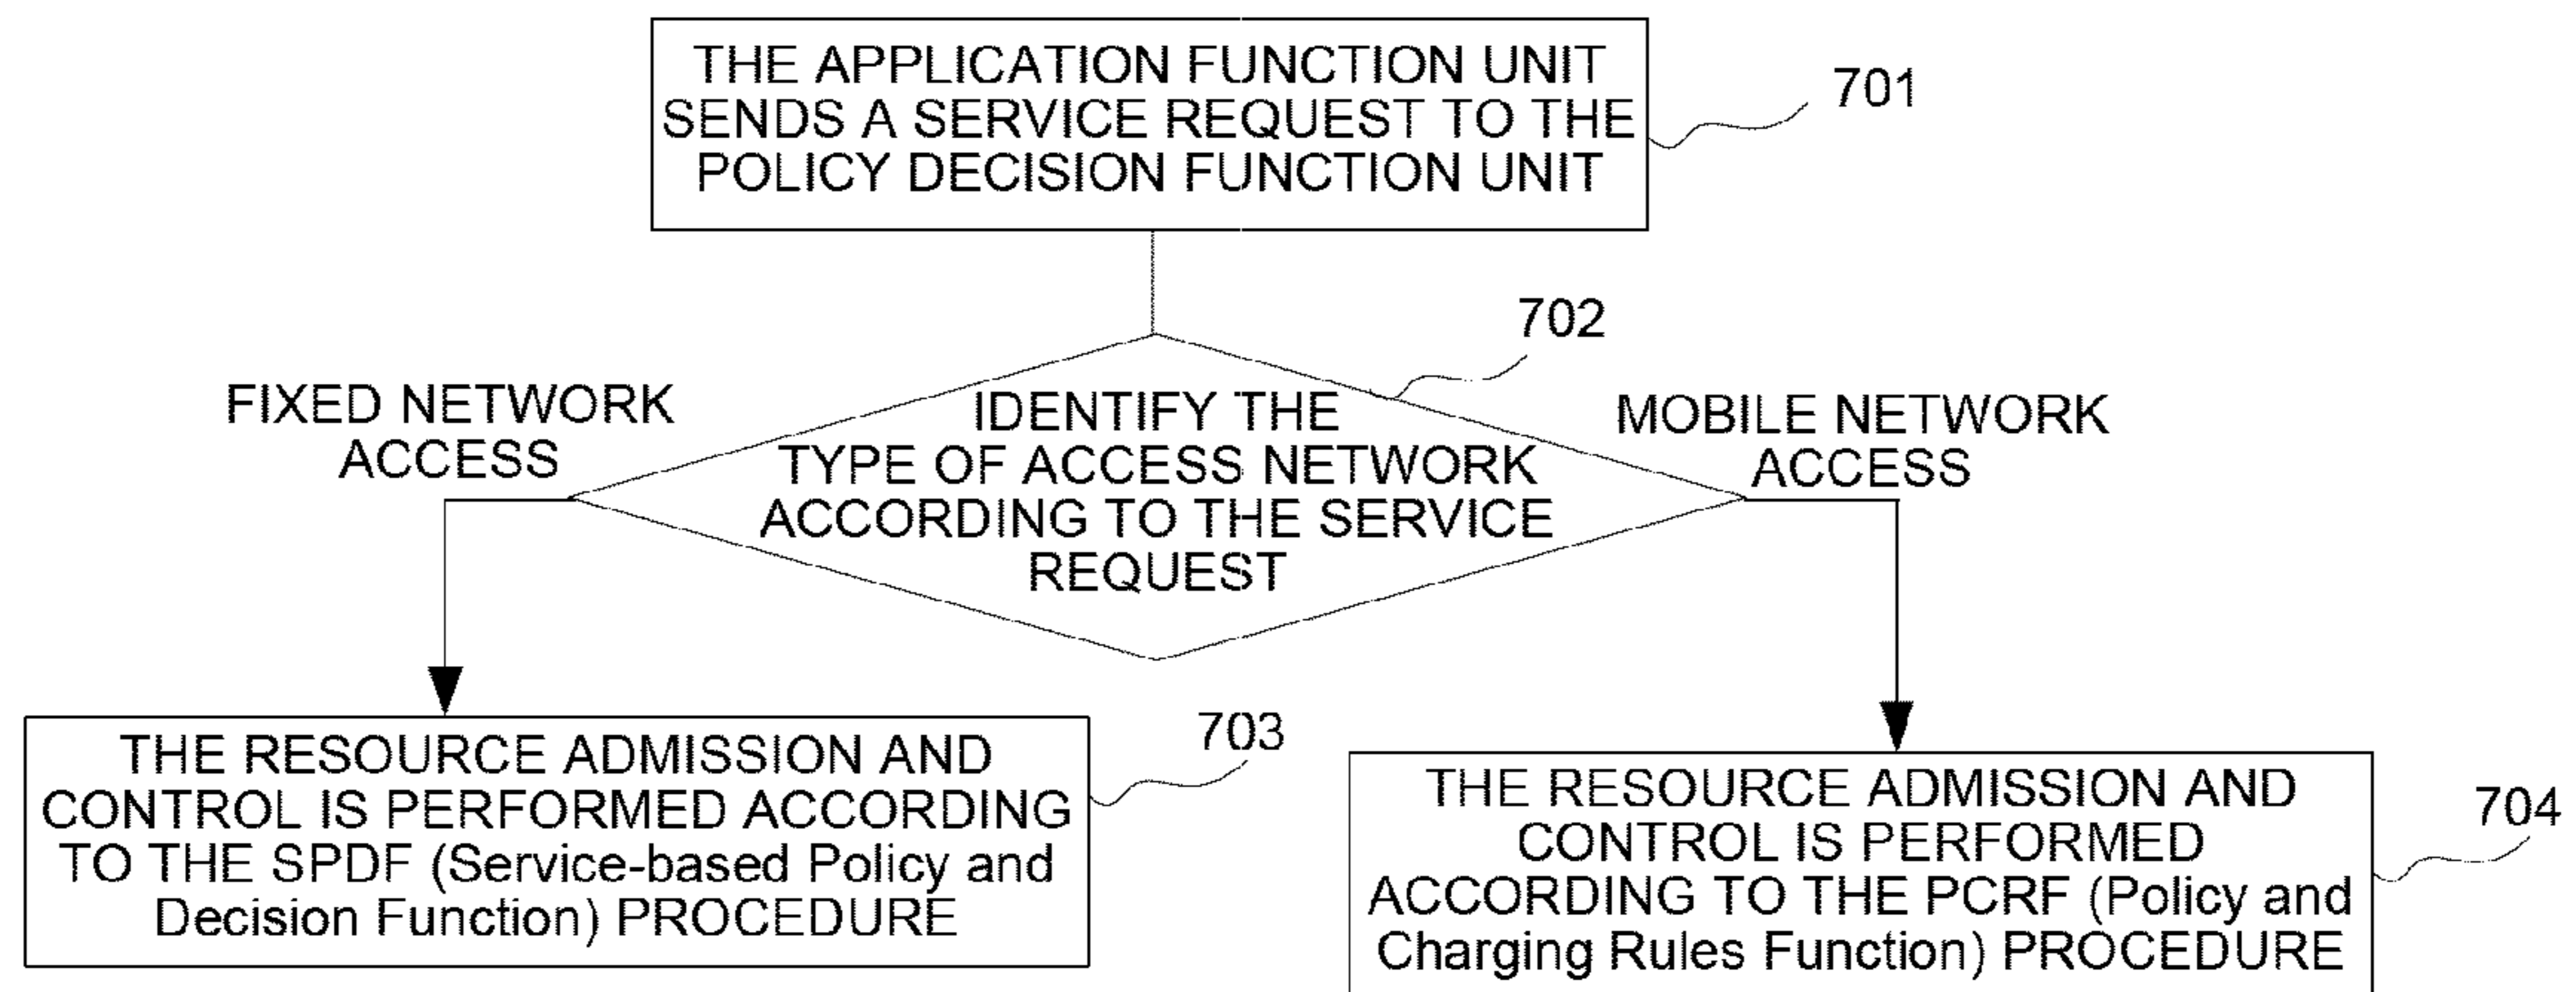 THE APPLICATION FUNCTION UNIT
SENDS A SERVICE REQUEST TO THE
POLICY DECISION FUNCTION UNIT
701
702
FIXED NETWORK
ACCESS
IDENTIFY THE
TYPE OF ACCESS NETWORK
ACCORDING TO THE SERVICE
REQUEST
MOBILE NETWORK
ACCESS
THE RESOURCE ADMISSION AND
CONTROL IS PERFORMED ACCORDING
TO THE SPDF (Service-based Policy and
Decision Function) PROCEDURE
703
THE RESOURCE ADMISSION AND
CONTROL IS PERFORMED
ACCORDING TO THE PCRF (Policy and
Charging Rules Function) PROCEDURE
704